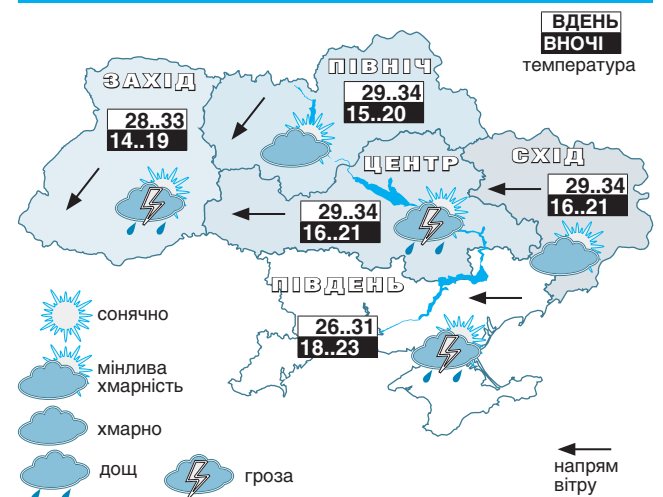 ВДЕНЬ
ВНОЧІ
температура
ПІВНІЧ
29..34
15..20
ЗАХІД
28..33
14..19
ЦЕНТР
29..34
16..21
СХІД
29..34
16..21
ПІВДЕНЬ
26..31
18..23
сонячно
мінлива
хмарність
хмарно
дощ
гроза
напрям
вітру